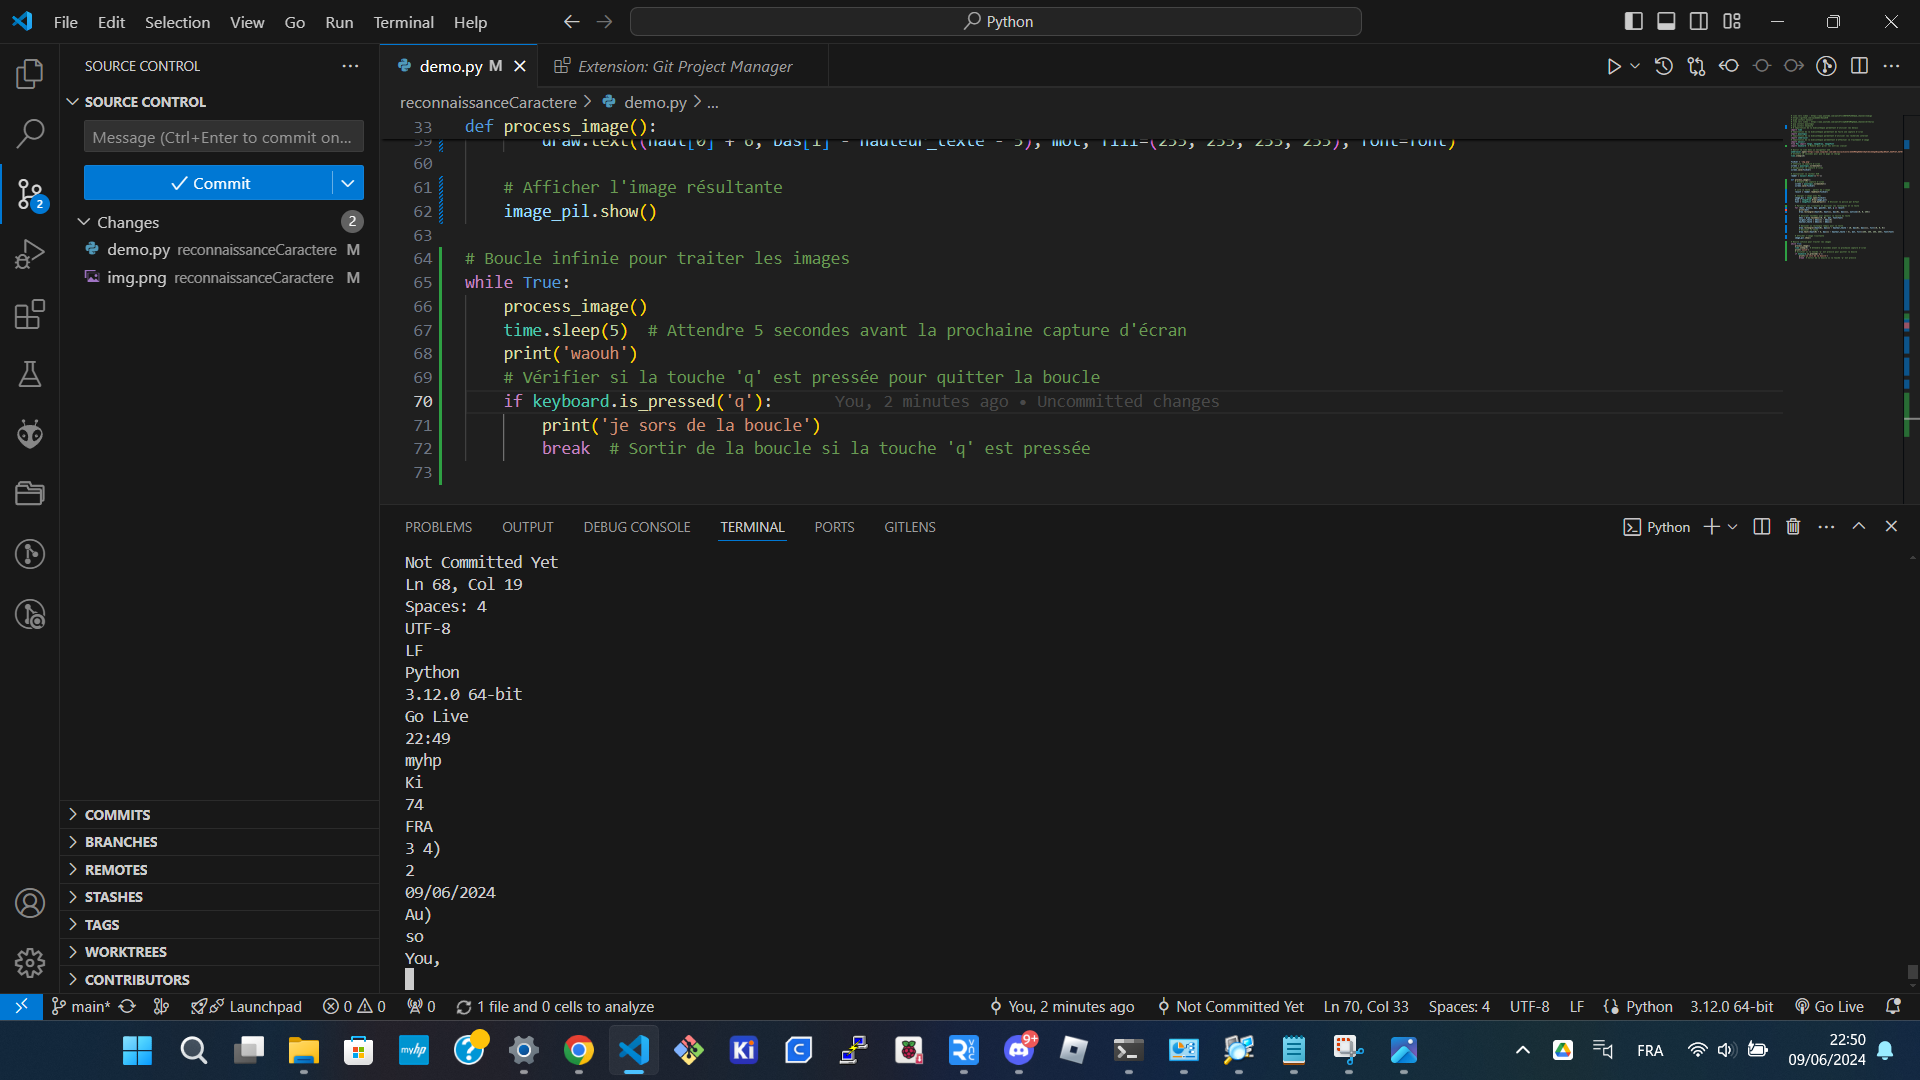 File Edit Selection View Go Run Terminal Help
Python
SOURCE CONTROL
SOURCE CONTROL
Message (Ctrl+Enter to commit on...
Commit
2
Changes 2
demo.py reconnaissanceCaractere M
img.png reconnaissanceCaractere M
COMMITS
BRANCHES
REMOTES
STASHES
TAGS
WORKTREES
CONTRIBUTORS
demo.py M
Extension: Git Project Manager
reconnaissanceCaractere > demo.py > ...
33 def process_image():
59 draw.text((haut[0] + 6, bas[1] - hauteur_texte - 3), mot, fill=(255, 255, 255, 255), font=font)
60
61 # Afficher l'image résultante
62 image_pil.show()
63
64 # Boucle infinie pour traiter les images
65 while True:
66 process_image()
67 time.sleep(5)  # Attendre 5 secondes avant la prochaine capture d'écran
68 print('waouh')
69 # Vérifier si la touche 'q' est pressée pour quitter la boucle
70 if keyboard.is_pressed('q'): You, 2 minutes ago • Uncommitted changes
71 print('je sors de la boucle')
72 break  # Sortir de la boucle si la touche 'q' est pressée
73
PROBLEMS OUTPUT DEBUG CONSOLE TERMINAL PORTS GITLENS
Python
Not Committed Yet
Ln 68, Col 19
Spaces: 4
UTF-8
LF
Python
3.12.0 64-bit
Go Live
22:49
myhp
Ki
74
FRA
3 4)
2
09/06/2024
Au)
so
You,
main* Launchpad 0 0 0 1 file and 0 cells to analyze
You, 2 minutes ago Not Committed Yet Ln 70, Col 33 Spaces: 4 UTF-8 LF Python 3.12.0 64-bit Go Live
myhp Ki 9+ FRA
22:50
09/06/2024